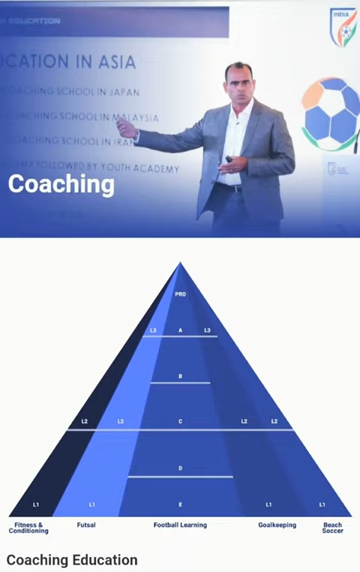 EDUCATION
INDIA
CATION IN ASIA
COACHING SCHOOL IN JAPAN
COACHING SCHOOL IN MALAYSIA
COACHING SCHOOL IN IRAN
FOLLOWED BY YOUTH ACADEMY
Coaching
PRO
L3 A L3
B
L2 L2 C L2 L2
D
L1 L1 E L1 L1
Fitness & Conditioning
Futsal
Football Learning
Goalkeeping
Beach Soccer
Coaching Education